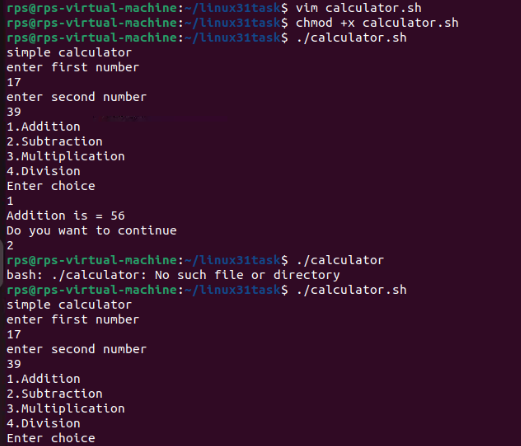 rps@rps-virtual-machine:~/linux31task$ vim calculator.sh
rps@rps-virtual-machine:~/linux31task$ chmod +x calculator.sh
rps@rps-virtual-machine:~/linux31task$ ./calculator.sh
simple calculator
enter first number
17
enter second number
39
1.Addition
2.Subtraction
3.Multiplication
4.Division
Enter choice
1
Addition is = 56
Do you want to continue
2
rps@rps-virtual-machine:~/linux31task$ ./calculator
bash: ./calculator: No such file or directory
rps@rps-virtual-machine:~/linux31task$ ./calculator.sh
simple calculator
enter first number
17
enter second number
39
1.Addition
2.Subtraction
3.Multiplication
4.Division
Enter choice